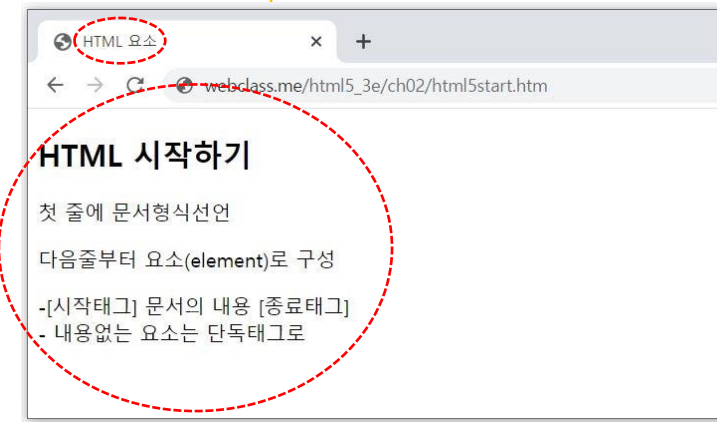 HTML 요소
webclass.me/html5_3e/ch02/html5start.htm
HTML 시작하기
첫 줄에 문서형식선언
다음줄부터 요소(element)로 구성
-[시작태그] 문서의 내용 [종료태그]
- 내용없는 요소는 단독태그로